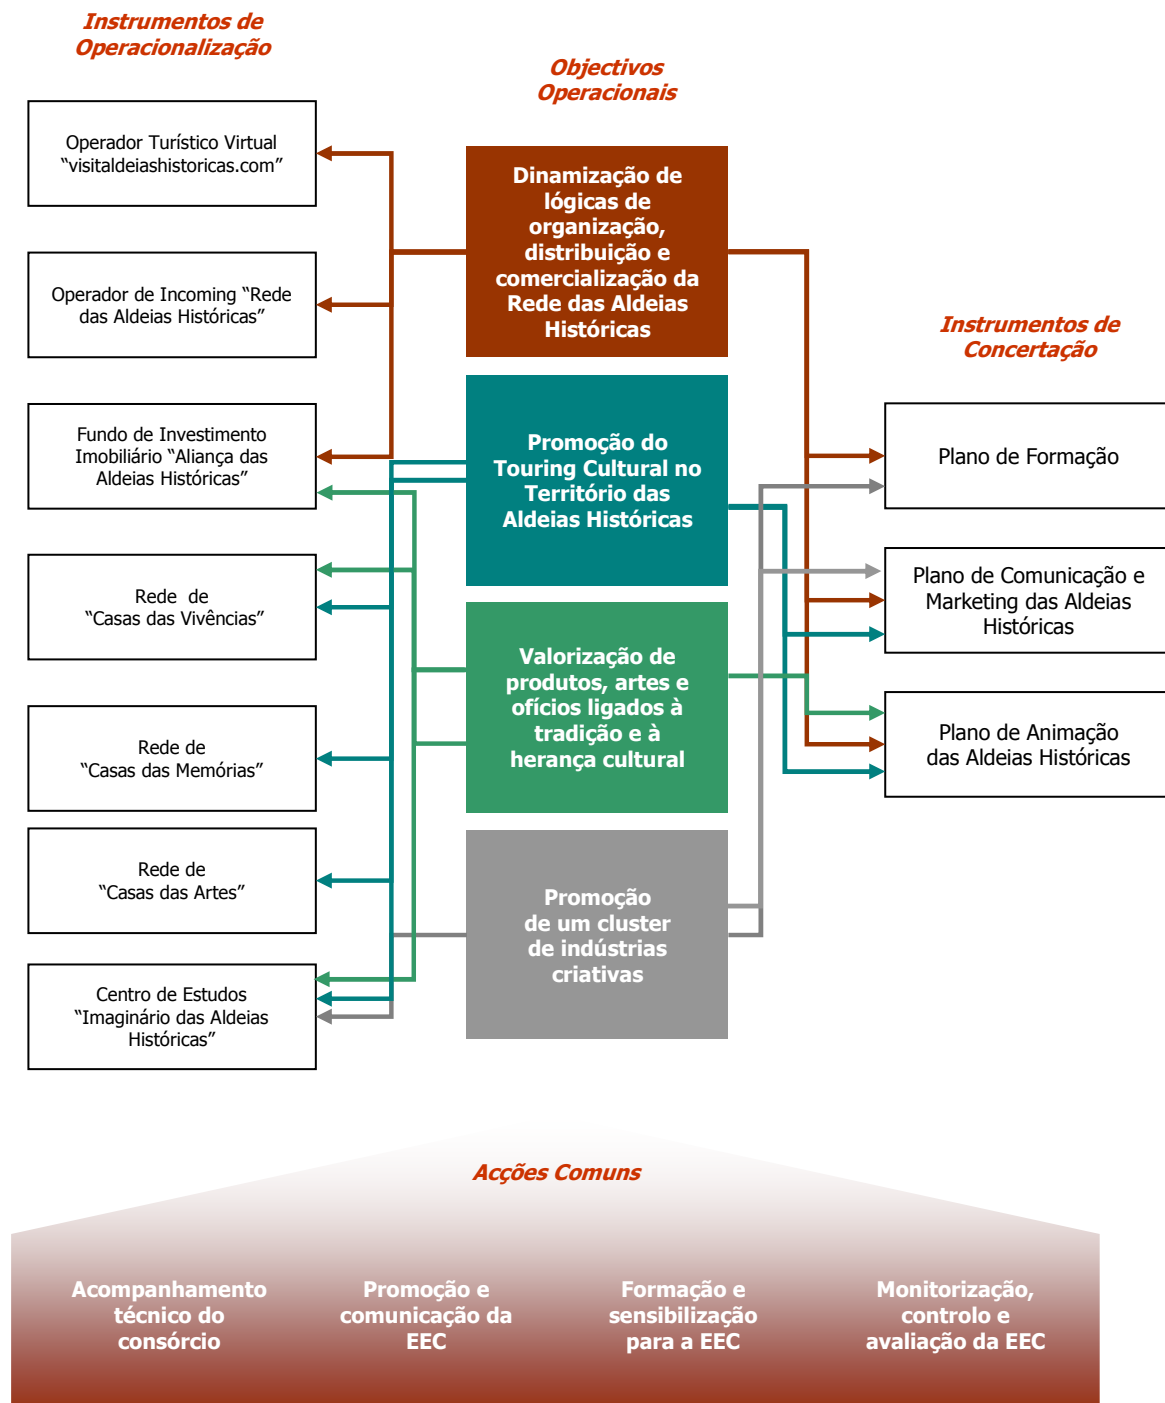 Instrumentos de
Operacionalização
Operador Turístico Virtual
“visitaldeiashistoricas.com”
Operador de Incoming “Rede
das Aldeias Históricas”
Fundo de Investimento
Imobiliário “Aliança das
Aldeias Históricas”
Rede  de
“Casas das Vivências”
Rede de
“Casas das Memórias”
Rede de
“Casas das Artes”
Centro de Estudos
“Imaginário das Aldeias
Históricas”
Objectivos
Operacionais
Dinamização de
lógicas de
organização,
distribuição e
comercialização da
Rede das Aldeias
Históricas
Promoção do
Touring Cultural no
Território das
Aldeias Históricas
Valorização de
produtos, artes e
ofícios ligados à
tradição e à
herança cultural
Promoção
de um cluster
de indústrias
criativas
Instrumentos de
Concertação
Plano de Formação
Plano de Comunicação e
Marketing das Aldeias
Históricas
Plano de Animação
das Aldeias Históricas
Acções Comuns
Acompanhamento
técnico do
consórcio
Promoção e
comunicação da
EEC
Formação e
sensibilização
para a EEC
Monitorização,
controlo e
avaliação da EEC